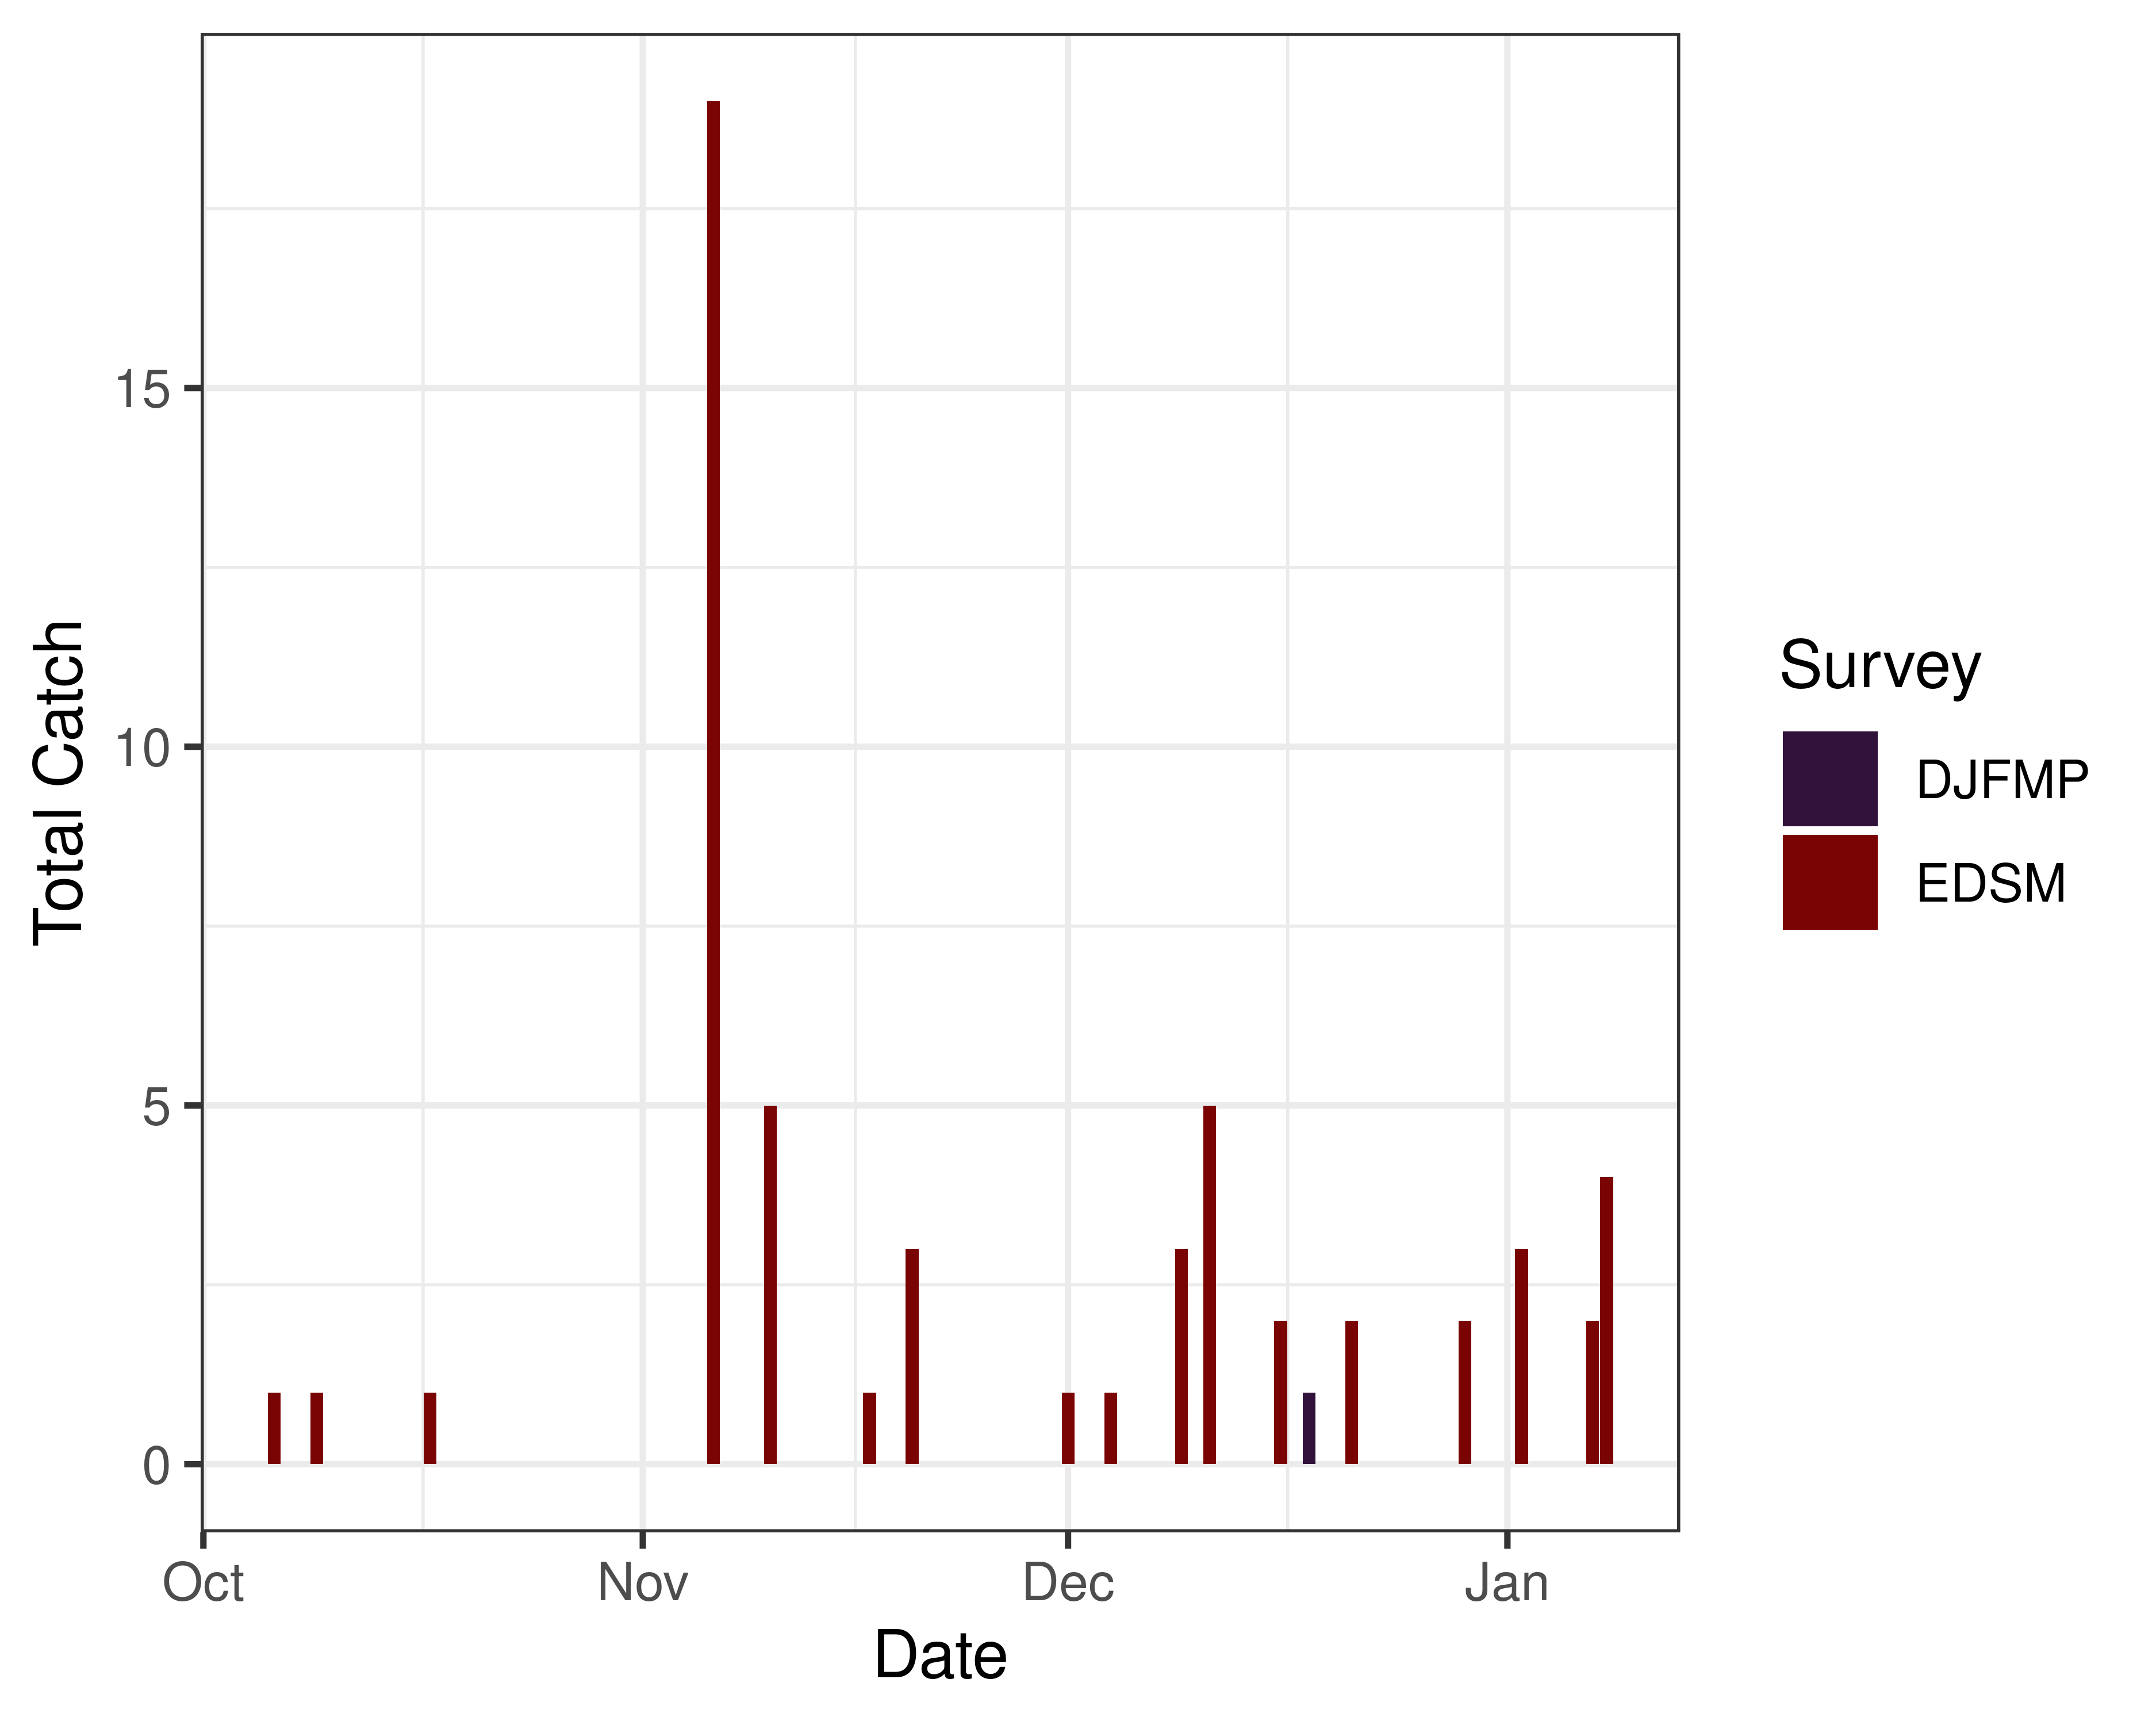 Total Catch
15
10
5
0
Oct Nov Dec Jan
Date
Survey
DJFMP
EDSM